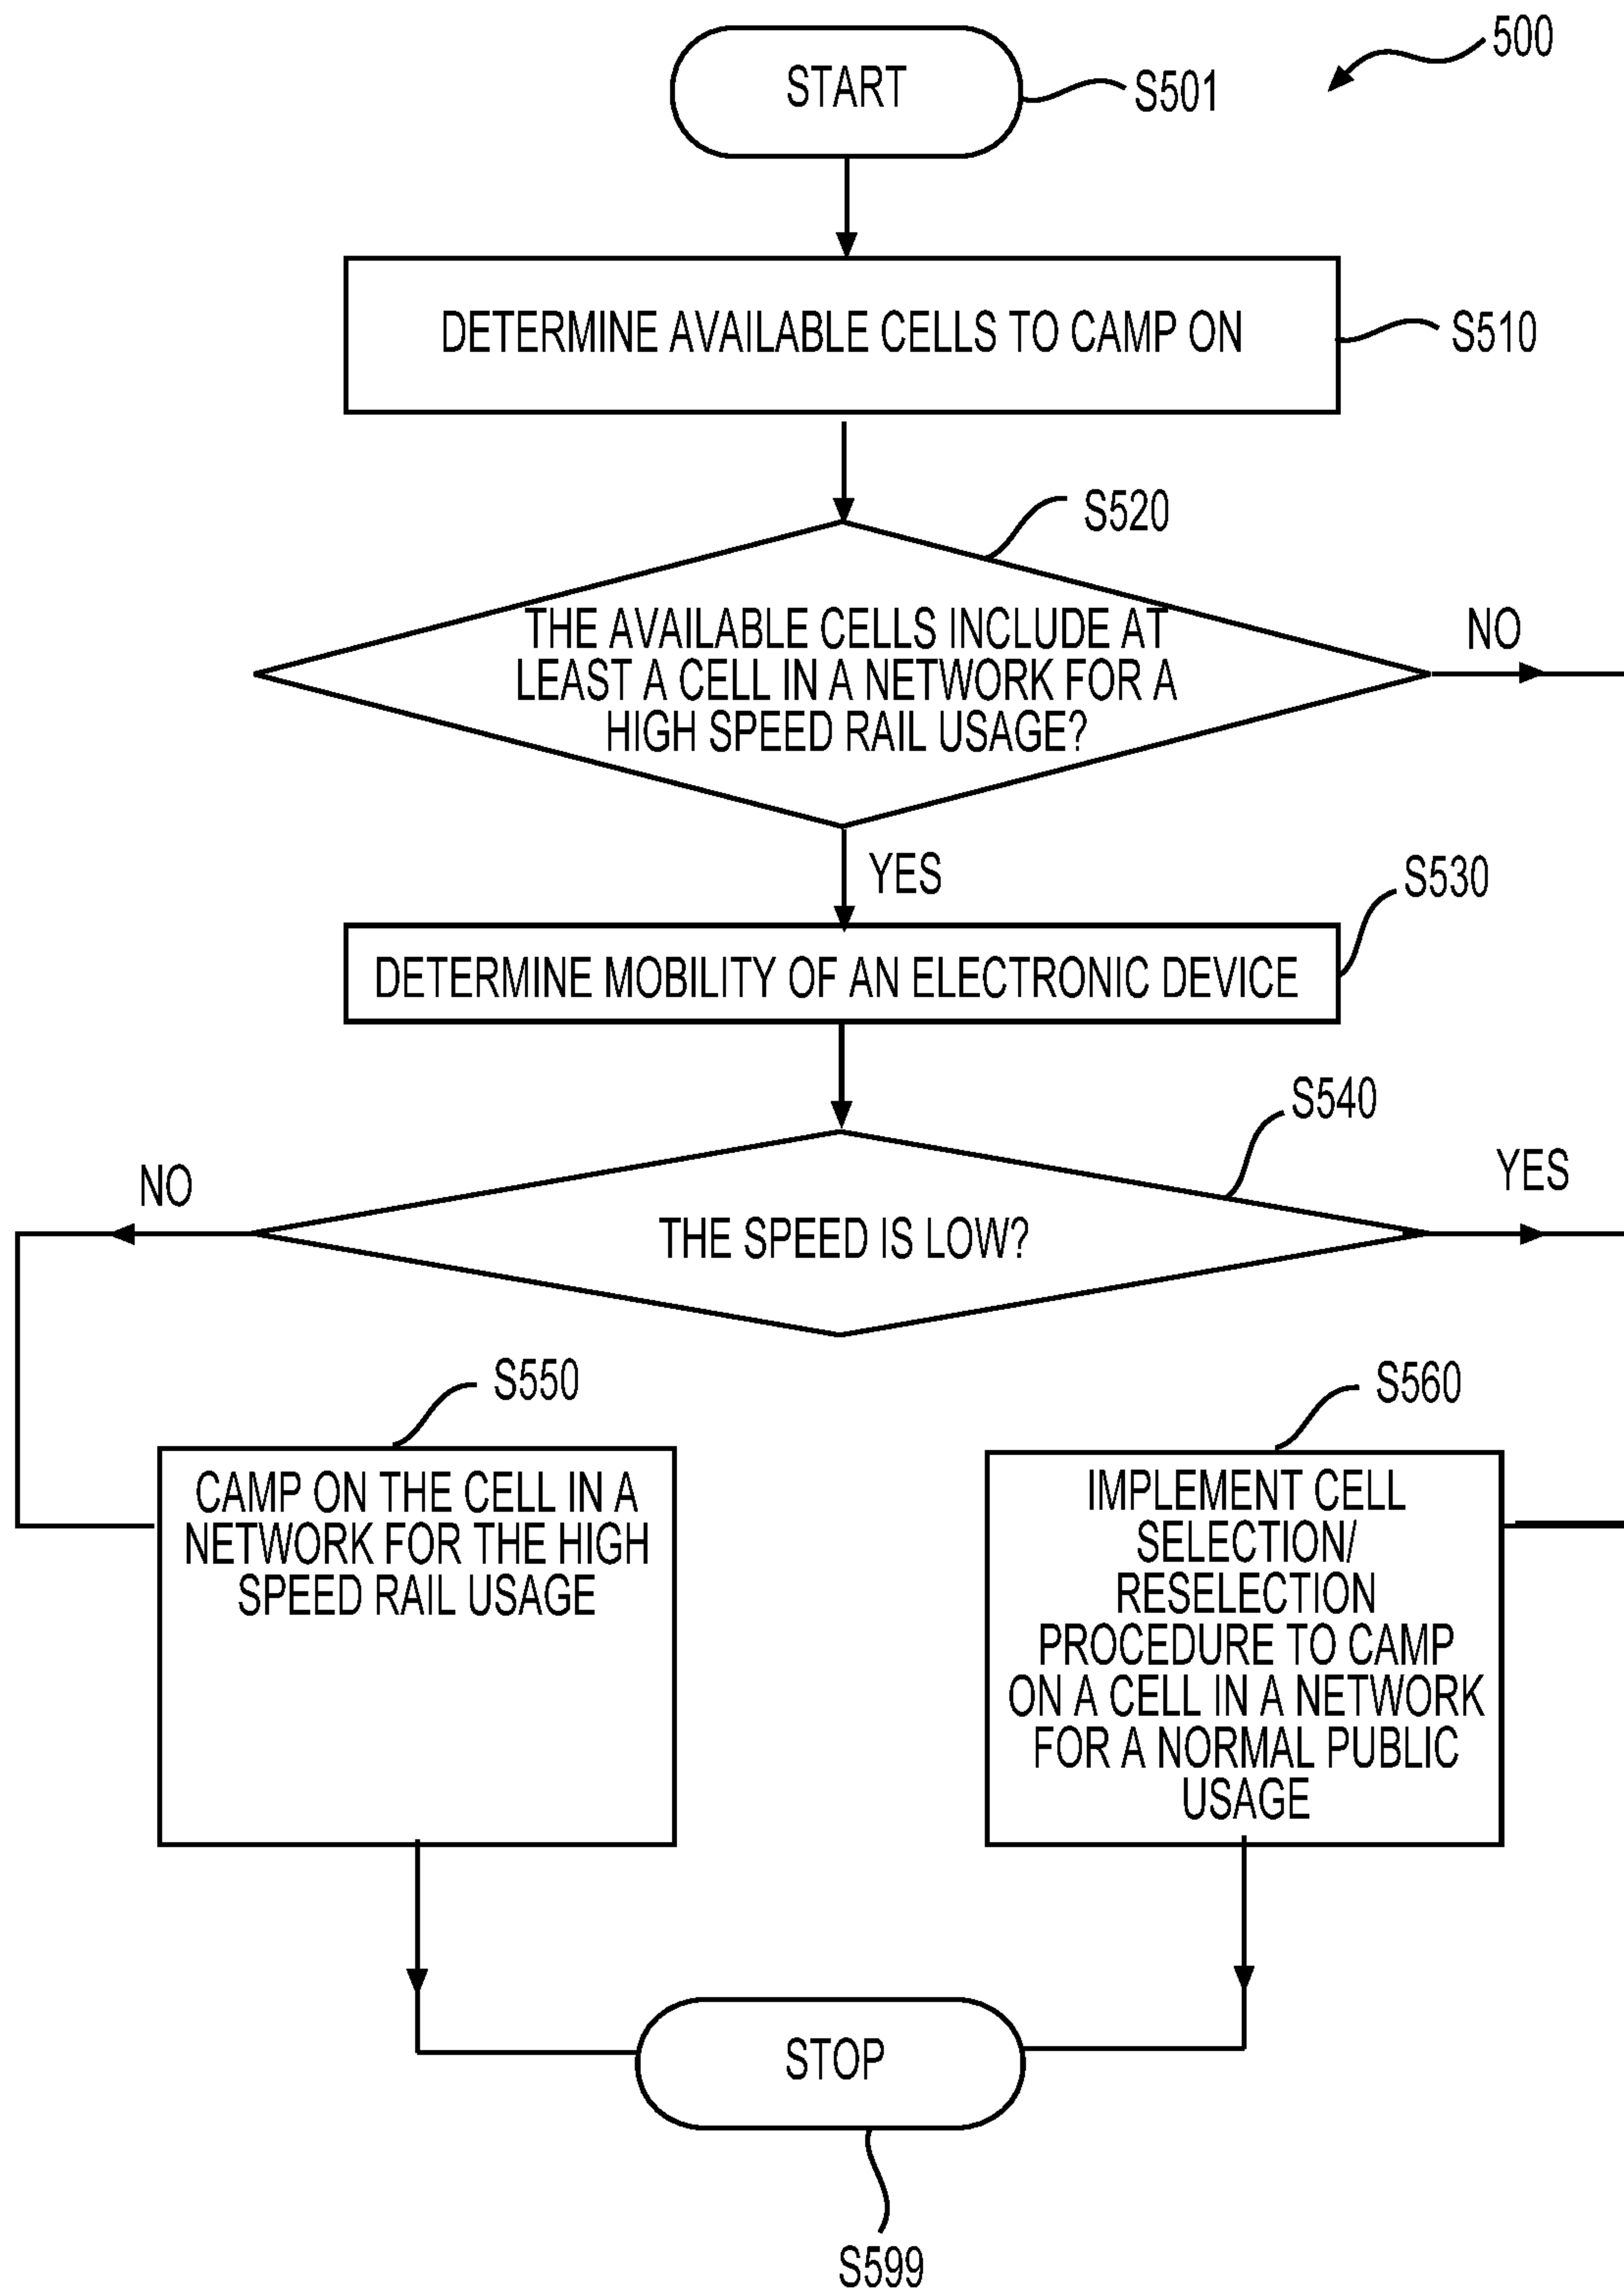 500
START
S501
DETERMINE AVAILABLE CELLS TO CAMP ON
S510
S520
THE AVAILABLE CELLS INCLUDE AT
LEAST A CELL IN A NETWORK FOR A
HIGH SPEED RAIL USAGE?
NO
YES
S530
DETERMINE MOBILITY OF AN ELECTRONIC DEVICE
S540
NO
YES
THE SPEED IS LOW?
S550
CAMP ON THE CELL IN A
NETWORK FOR THE HIGH
SPEED RAIL USAGE
S560
IMPLEMENT CELL
SELECTION/
RESELECTION
PROCEDURE TO CAMP
ON A CELL IN A NETWORK
FOR A NORMAL PUBLIC
USAGE
STOP
S599